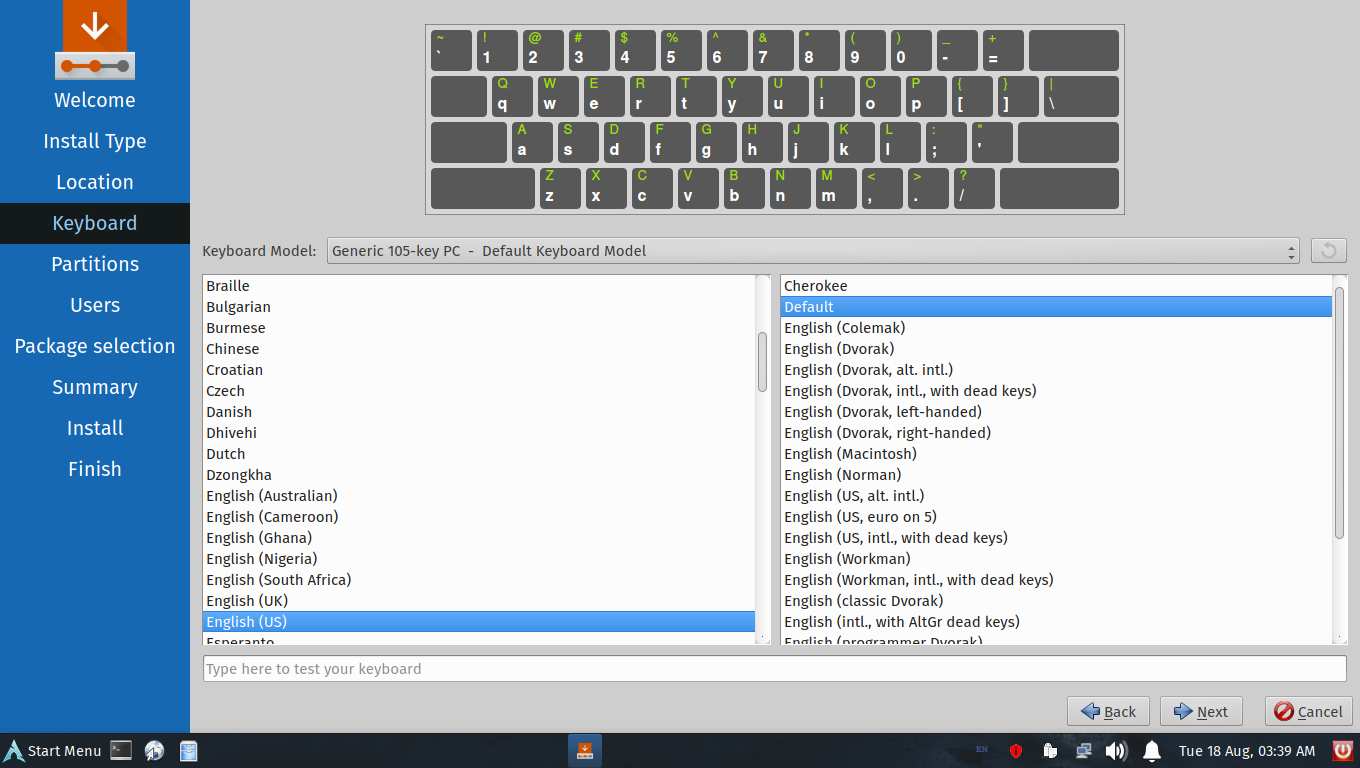 Welcome
Install Type
Location
Keyboard
Partitions
Users
Package selection
Summary
Install
Finish
~ ! @ # $ % ^ & * ( ) _ +
` 1 2 3 4 5 6 7 8 9 0 - =
Q W E R T Y U I O P { } |
q w e r t y u i o p [ ] \
A S D F G H J K L : "
a s d f g h j k l ; '
Z X C V B N M < > ?
z x c v b n m , . /
Keyboard Model: Generic 105-key PC - Default Keyboard Model
Braille
Bulgarian
Burmese
Chinese
Croatian
Czech
Danish
Dhivehi
Dutch
Dzongkha
English (Australian)
English (Cameroon)
English (Ghana)
English (Nigeria)
English (South Africa)
English (UK)
English (US)
Esperanto
Cherokee
Default
English (Colemak)
English (Dvorak)
English (Dvorak, alt. intl.)
English (Dvorak, intl., with dead keys)
English (Dvorak, left-handed)
English (Dvorak, right-handed)
English (Macintosh)
English (Norman)
English (US, alt. intl.)
English (US, euro on 5)
English (US, intl., with dead keys)
English (Workman)
English (Workman, intl., with dead keys)
English (classic Dvorak)
English (intl., with AltGr dead keys)
English (programmer Dvorak)
Type here to test your keyboard
Back Next Cancel
Start Menu EN Tue 18 Aug, 03:39 AM